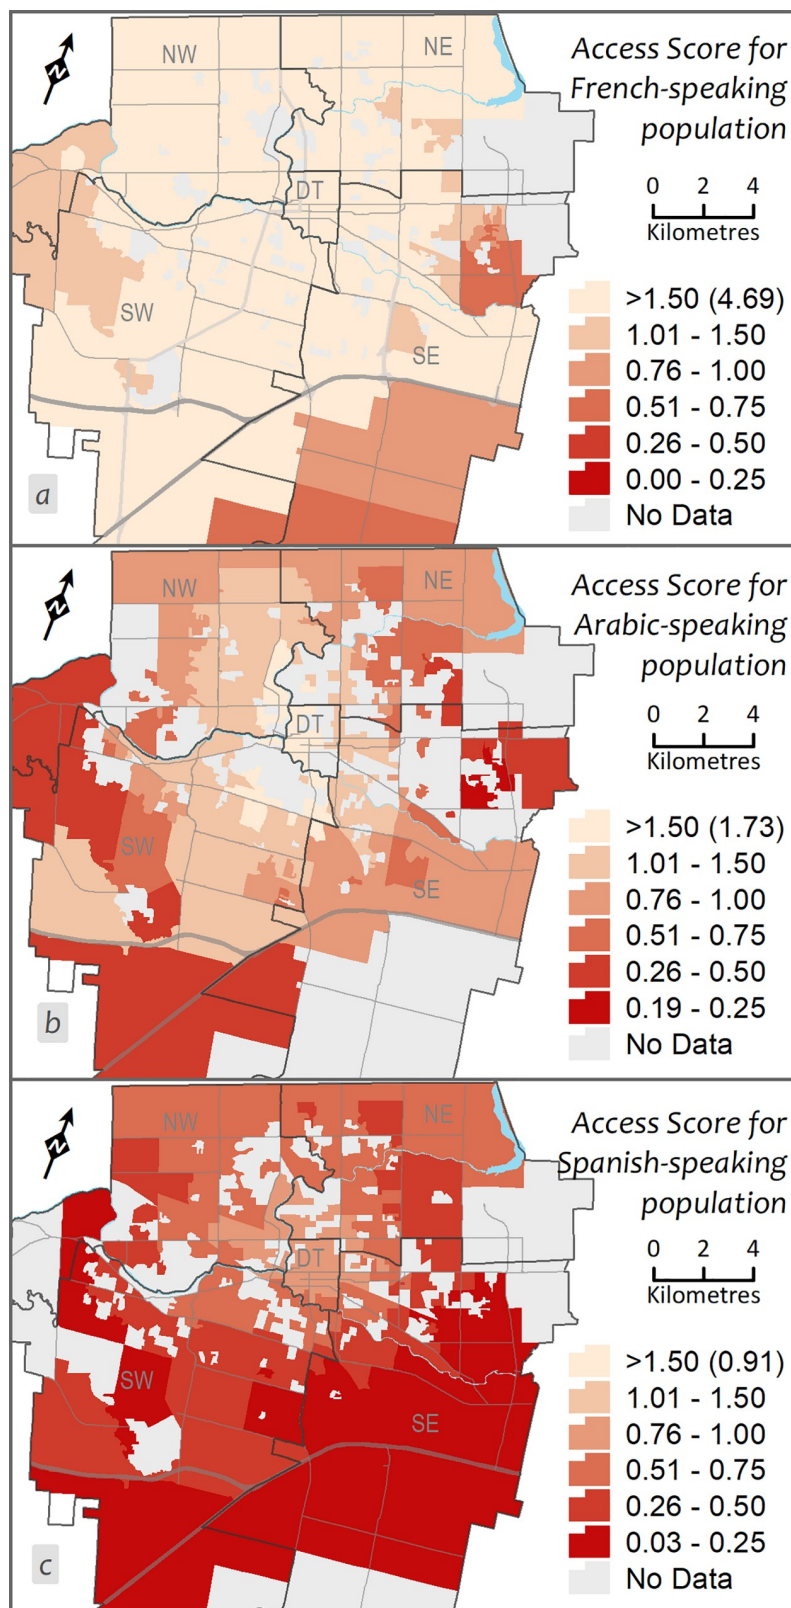 NW
NE
DT
SW
SE
N
a
Access Score for
French-speaking
population
0 2 4
Kilometres
>1.50 (4.69)
1.01 - 1.50
0.76 - 1.00
0.51 - 0.75
0.26 - 0.50
0.00 - 0.25
No Data
NW
NE
DT
SW
SE
N
b
Access Score for
Arabic-speaking
population
0 2 4
Kilometres
>1.50 (1.73)
1.01 - 1.50
0.76 - 1.00
0.51 - 0.75
0.26 - 0.50
0.19 - 0.25
No Data
NW
NE
DT
SW
SE
N
c
Access Score for
Spanish-speaking
population
0 2 4
Kilometres
>1.50 (0.91)
1.01 - 1.50
0.76 - 1.00
0.51 - 0.75
0.26 - 0.50
0.03 - 0.25
No Data